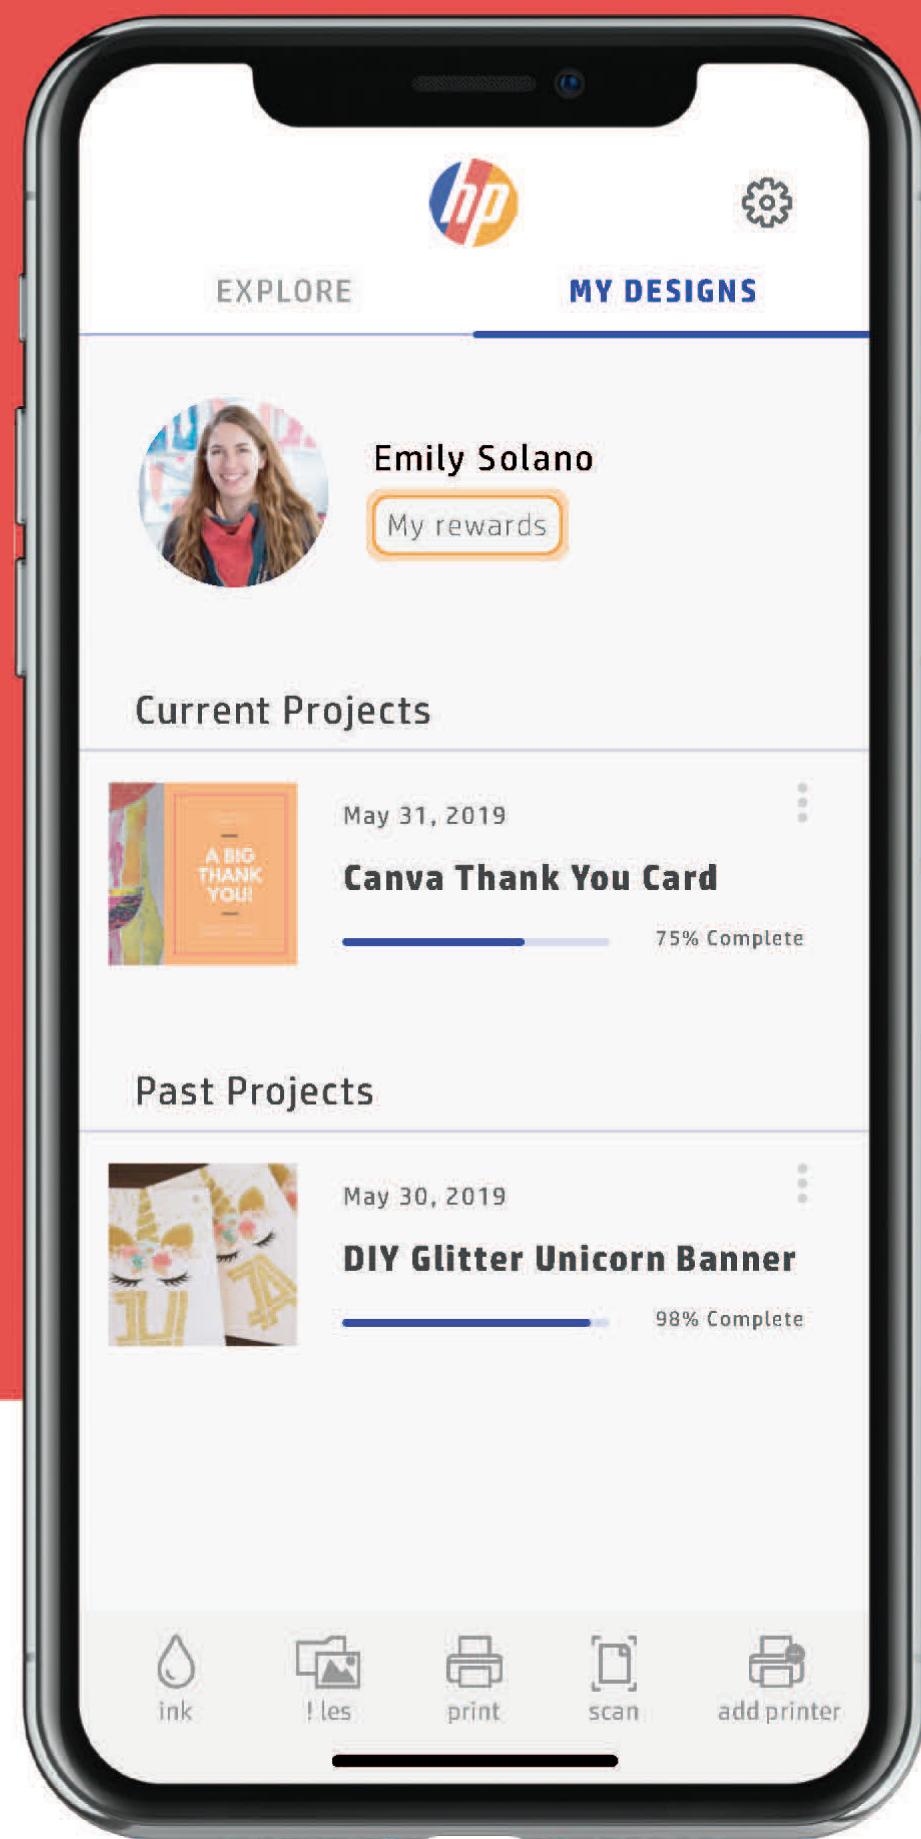 hp
EXPLORE
MY DESIGNS
Emily Solano
My rewards
Current Projects
May 31, 2019
A BIG
THANK
YOU!
Canva Thank You Card
75% Complete
Past Projects
May 30, 2019
DIY Glitter Unicorn Banner
98% Complete
ink
! les
print
scan
add printer